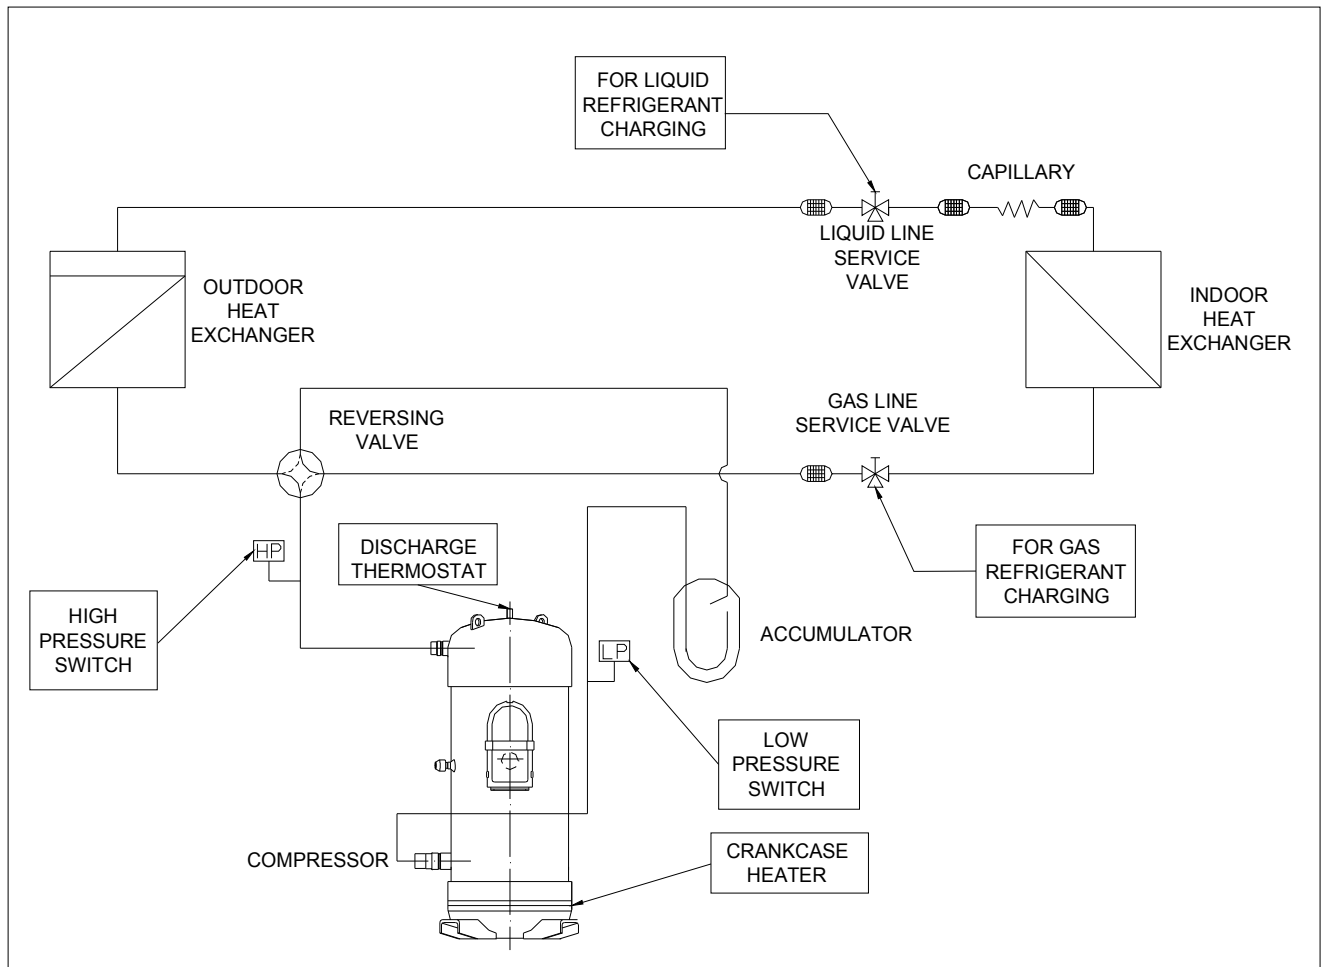 FOR LIQUID
REFRIGERANT
CHARGING
CAPILLARY
LIQUID LINE
SERVICE
VALVE
OUTDOOR
HEAT
EXCHANGER
INDOOR
HEAT
EXCHANGER
REVERSING
VALVE
GAS LINE
SERVICE VALVE
HP
DISCHARGE
THERMOSTAT
FOR GAS
REFRIGERANT
CHARGING
HIGH
PRESSURE
SWITCH
LP
ACCUMULATOR
LOW
PRESSURE
SWITCH
COMPRESSOR
CRANKCASE
HEATER